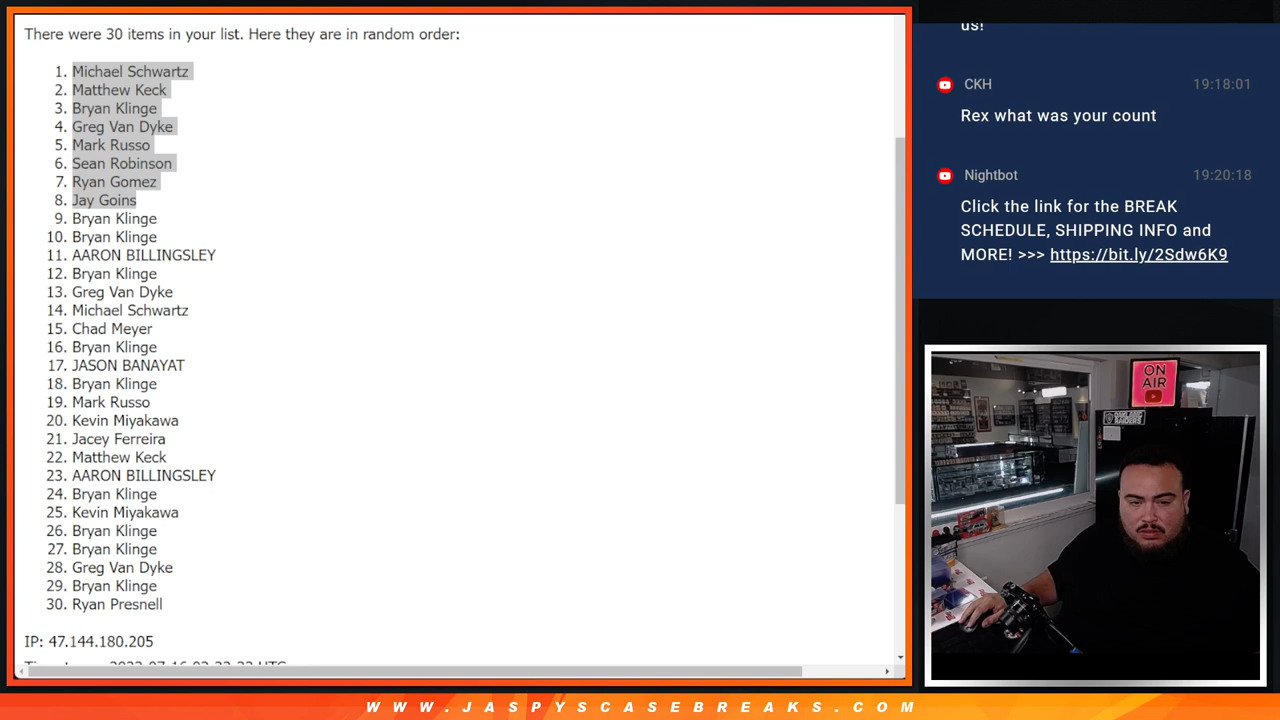 There were 30 items in your list. Here they are in random order:
1. Michael Schwartz
2. Matthew Keck
3. Bryan Klinge
4. Greg Van Dyke
5. Mark Russo
6. Sean Robinson
7. Ryan Gomez
8. Jay Goins
9. Bryan Klinge
10. Bryan Klinge
11. AARON BILLINGSLEY
12. Bryan Klinge
13. Greg Van Dyke
14. Michael Schwartz
15. Chad Meyer
16. Bryan Klinge
17. JASON BANAYAT
18. Bryan Klinge
19. Mark Russo
20. Kevin Miyakawa
21. Jacey Ferreira
22. Matthew Keck
23. AARON BILLINGSLEY
24. Bryan Klinge
25. Kevin Miyakawa
26. Bryan Klinge
27. Bryan Klinge
28. Greg Van Dyke
29. Bryan Klinge
30. Ryan Presnell
IP: 47.144.180.205
us!
CKH 19:18:01
Rex what was your count
Nightbot 19:20:18
Click the link for the BREAK
SCHEDULE, SHIPPING INFO and
MORE! >>> https://bit.ly/2Sdw6K9
ON
AIR
OAKLAND
RAIDERS
WWW.JASPYSCASEBREAKS.COM